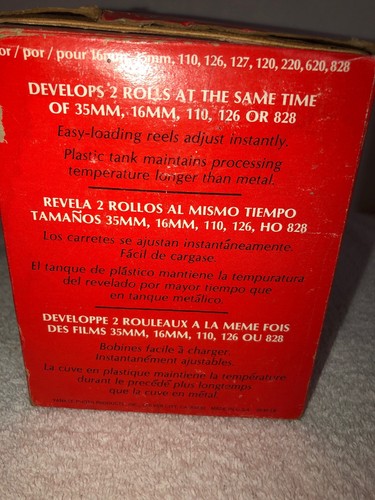 or / por / pour 16mm, 35mm, 110, 126, 127, 120, 220, 620, 828
DEVELOPS 2 ROLLS AT THE SAME TIME
OF 35MM, 16MM, 110, 126 OR 828
Easy-loading reels adjust instantly.
Plastic tank maintains processing
temperature longer than metal.
REVELA 2 ROLLOS AL MISMO TIEMPO
TAMAÑOS 35MM, 16MM, 110, 126, HO 828
Los carretes se ajustan instantáneamente.
Fácil de cargase.
El tanque de plástico mantiene la tempuratura
del revelado por mayor tiempo que
en tanque metálico.
DEVELOPPE 2 ROULEAUX A LA MEME FOIS
DES FILMS 35MM, 16MM, 110, 126 OU 828
Bobines facile à charger.
Instantanément ajustables.
La cuve en plastique maintiene la température
durant le precédé plus longtemps
que la cuve en métal.